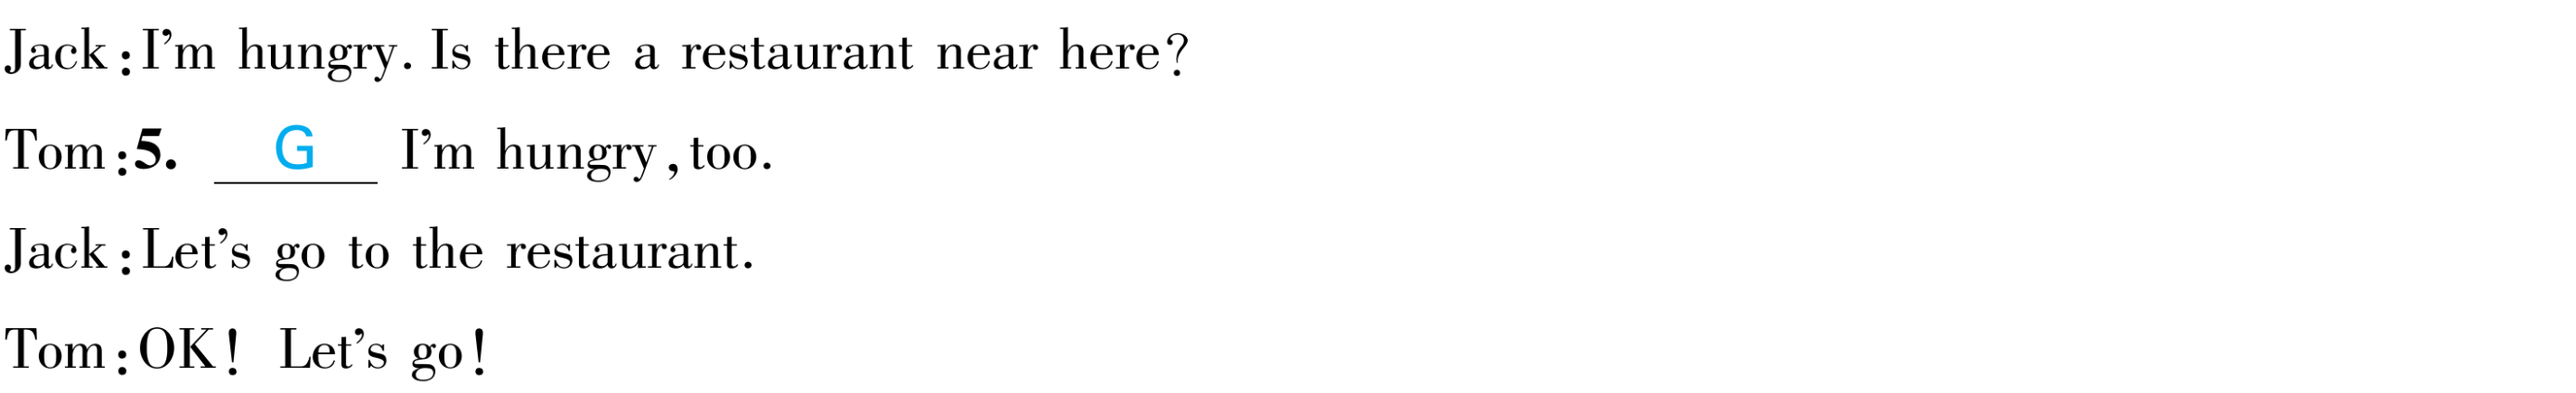 Jack:I'm hungry. Is there a restaurant near here?
Tom:5. G I'm hungry,too.
Jack:Let's go to the restaurant.
Tom:OK! Let's go!